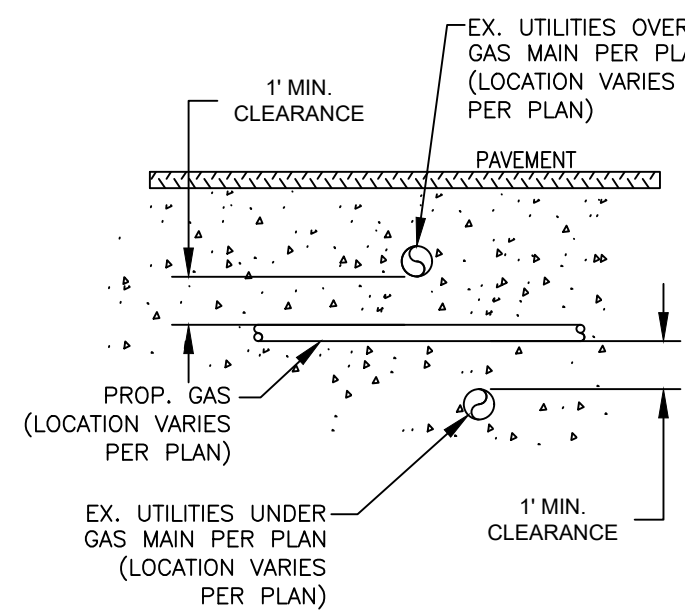 EX. UTILITIES OVER
GAS MAIN PER
(LOCATION VARIES
PER PLAN)
1' MIN.
CLEARANCE
PAVEMENT
PROP. GAS
(LOCATION VARIES
PER PLAN)
EX. UTILITIES UNDER
GAS MAIN PER PLAN
(LOCATION VARIES
PER PLAN)
1' MIN.
CLEARANCE